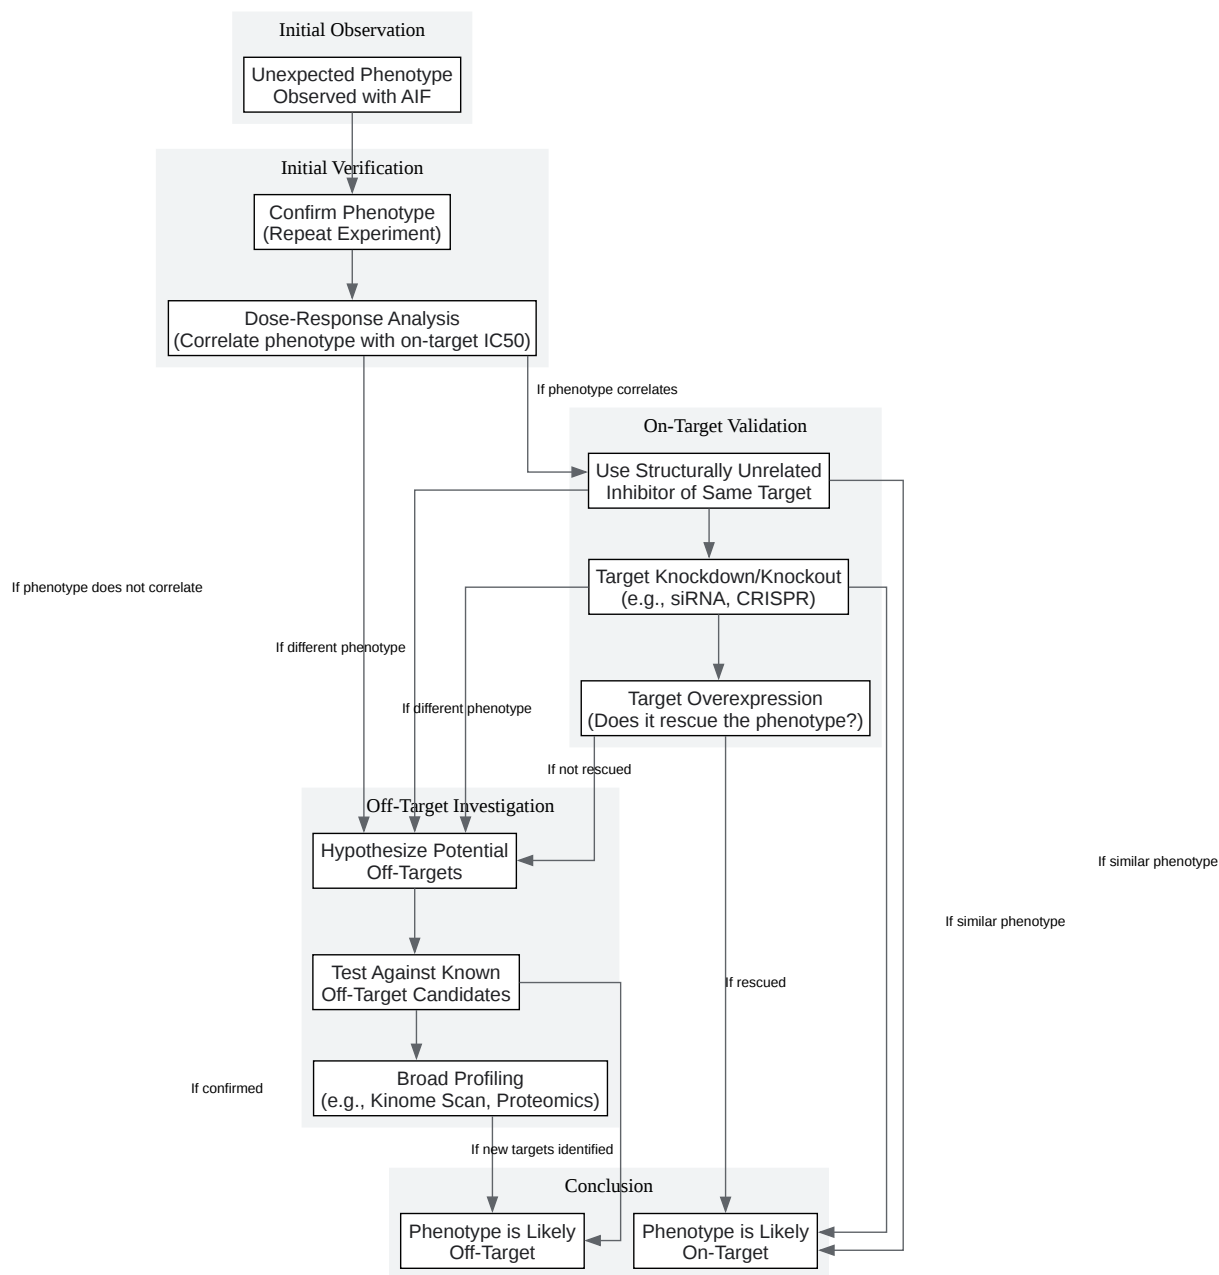 Initial Observation
Unexpected Phenotype
Observed with AIF
Initial Verification
Confirm Phenotype
(Repeat Experiment)
Dose-Response Analysis
(Correlate phenotype with on-target IC50)
If phenotype correlates
On-Target Validation
Use Structurally Unrelated
Inhibitor of Same Target
Target Knockdown/Knockout
(e.g., siRNA, CRISPR)
If phenotype does not correlate
If different phenotype
If different phenotype
Target Overexpression
(Does it rescue the phenotype?)
If not rescued
Off-Target Investigation
Hypothesize Potential
Off-Targets
If similar phenotype
If similar phenotype
Test Against Known
Off-Target Candidates
If rescued
Broad Profiling
(e.g., Kinome Scan, Proteomics)
If confirmed
If new targets identified
Conclusion
Phenotype is Likely
Off-Target
Phenotype is Likely
On-Target